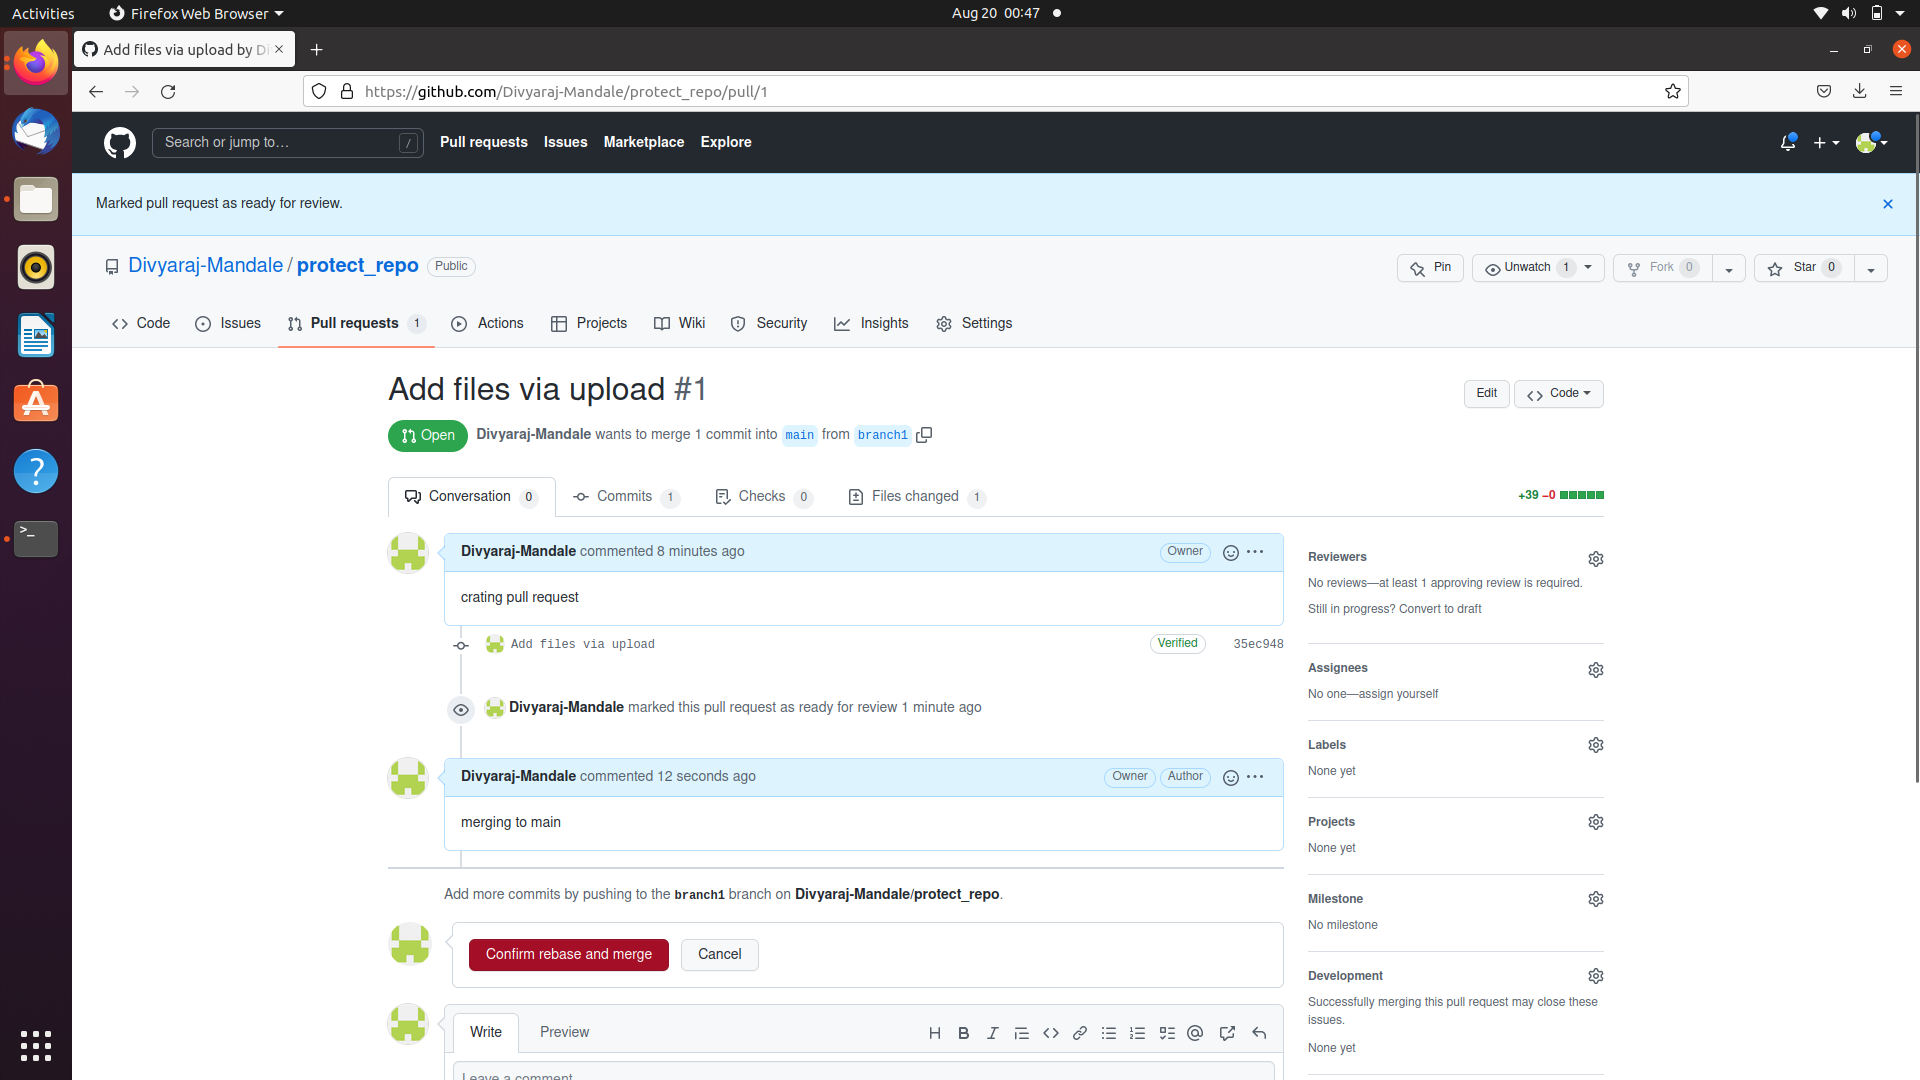 Activities
Firefox Web Browser
Aug 20 00:47
Add files via upload by Di
https://github.com/Divyaraj-Mandale/protect_repo/pull/1
Search or jump to…
/
Pull requests
Issues
Marketplace
Explore
Marked pull request as ready for review.
Divyaraj-Mandale / protect_repo
Public
Pin
Unwatch 1
Fork 0
Star 0
Code
Issues
Pull requests 1
Actions
Projects
Wiki
Security
Insights
Settings
Add files via upload #1
Edit
Code
Open
Divyaraj-Mandale wants to merge 1 commit into main from branch1
Conversation 0
Commits 1
Checks 0
Files changed 1
+39 −0
Divyaraj-Mandale commented 8 minutes ago
Owner
crating pull request
Add files via upload
Verified
35ec948
Divyaraj-Mandale marked this pull request as ready for review 1 minute ago
Divyaraj-Mandale commented 12 seconds ago
Owner
Author
merging to main
Add more commits by pushing to the branch1 branch on Divyaraj-Mandale/protect_repo.
Confirm rebase and merge
Cancel
Write
Preview
Leave a comment
Reviewers
No reviews—at least 1 approving review is required.
Still in progress? Convert to draft
Assignees
No one—assign yourself
Labels
None yet
Projects
None yet
Milestone
No milestone
Development
Successfully merging this pull request may close these
issues.
None yet